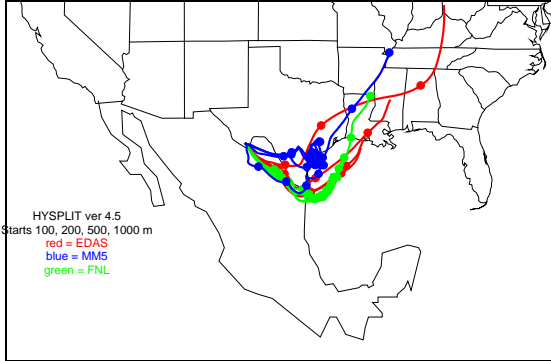 HYSPLIT ver 4.5
Starts 100, 200, 500, 1000 m
red = EDAS
blue = MM5
green = FNL